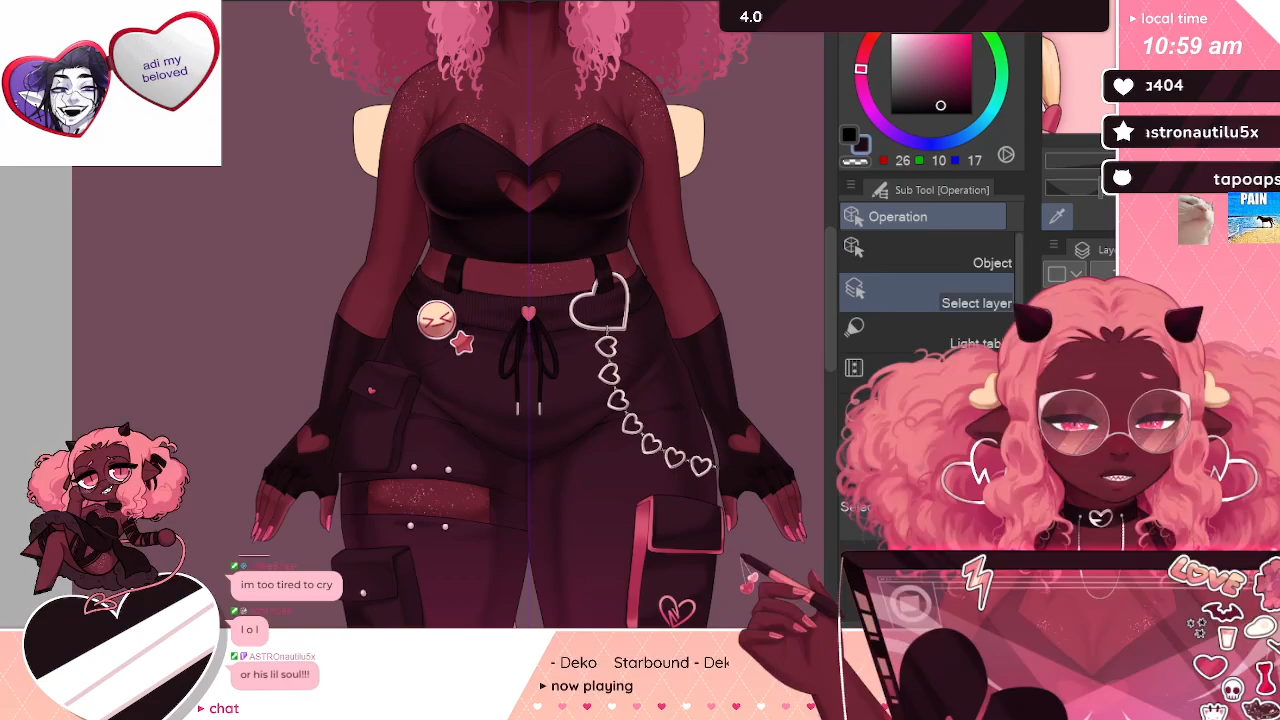 adi my
beloved
4.0
local time
10:59 am
ɔ404
astronautilu5x
tapoaps
PAIN
26 10 17
Sub Tool [Operation]
Operation
Object
Select layer
Light tab
Laye
im too tired to cry
l o l
ASTROnautilu5x
or his lil soul!!!
chat
- Deko Starbound - Dek
now playing
LOVE